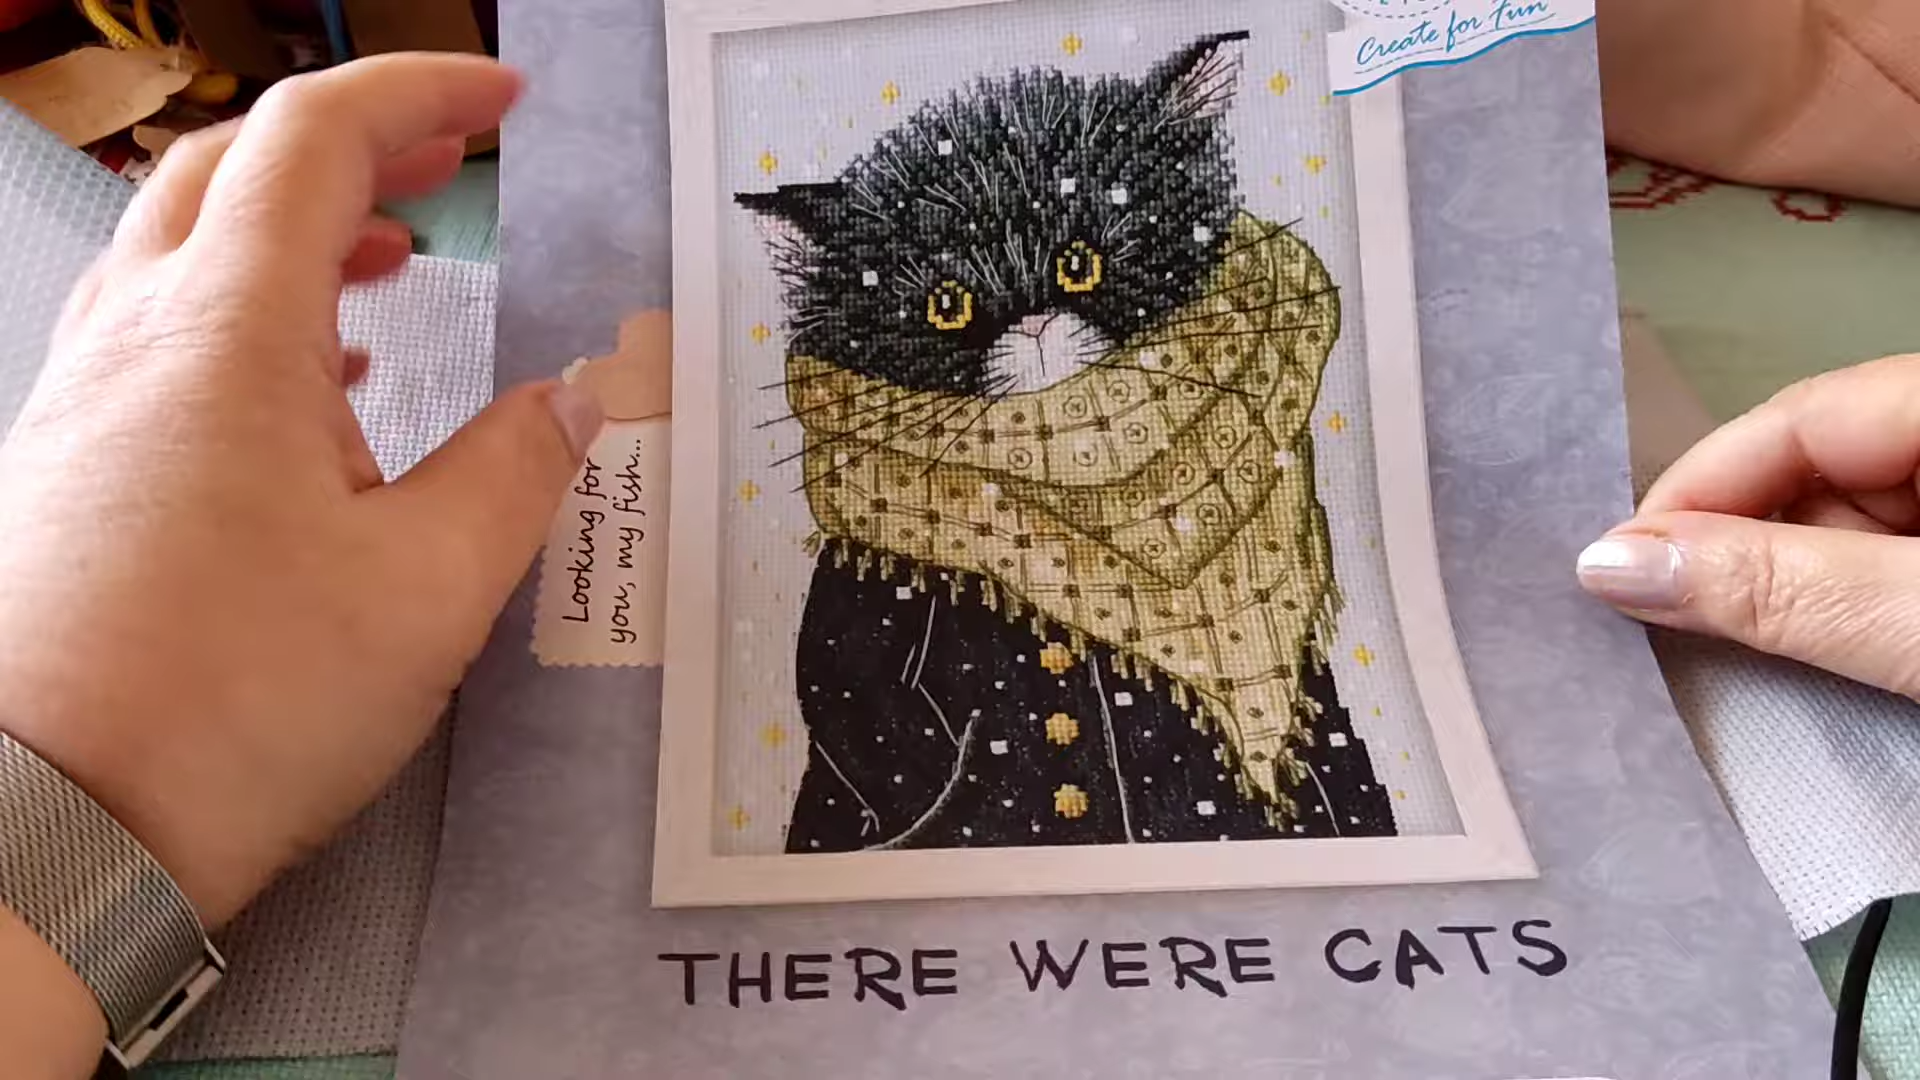 Create for Fun
Looking for
you, my fish...
THERE WERE CATS